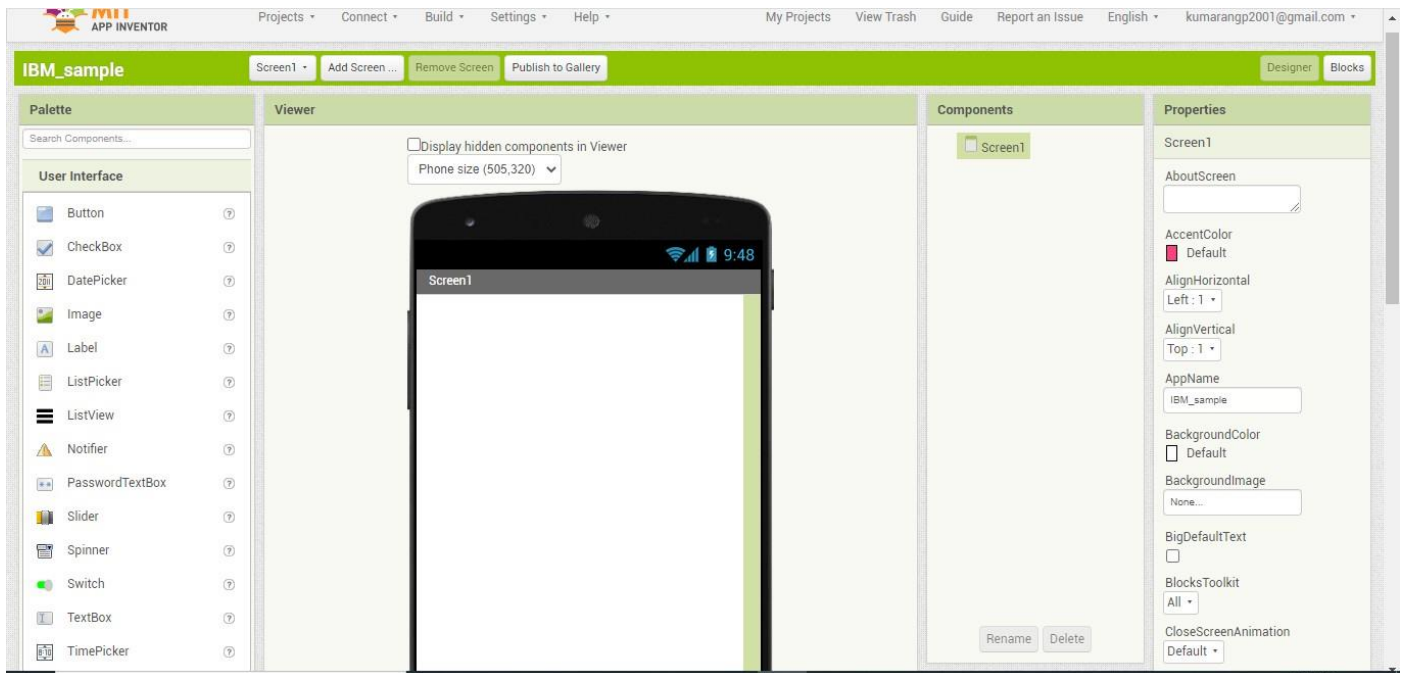 MIT
APP INVENTOR
Projects Connect Build Settings Help My Projects View Trash Guide Report an Issue English kumarangp2001@gmail.com
IBM_sample Screen1 Add Screen ... Remove Screen Publish to Gallery Designer Blocks
Palette
Search Components...
User Interface
Button
CheckBox
DatePicker
Image
Label
ListPicker
ListView
Notifier
PasswordTextBox
Slider
Spinner
Switch
TextBox
TimePicker
Viewer
Display hidden components in Viewer
Phone size (505,320)
9:48
Screen1
Components
Screen1
Rename Delete
Properties
Screen1
AboutScreen
AccentColor
Default
AlignHorizontal
Left : 1
AlignVertical
Top : 1
AppName
IBM_sample
BackgroundColor
Default
BackgroundImage
None...
BigDefaultText
BlocksToolkit
All
CloseScreenAnimation
Default